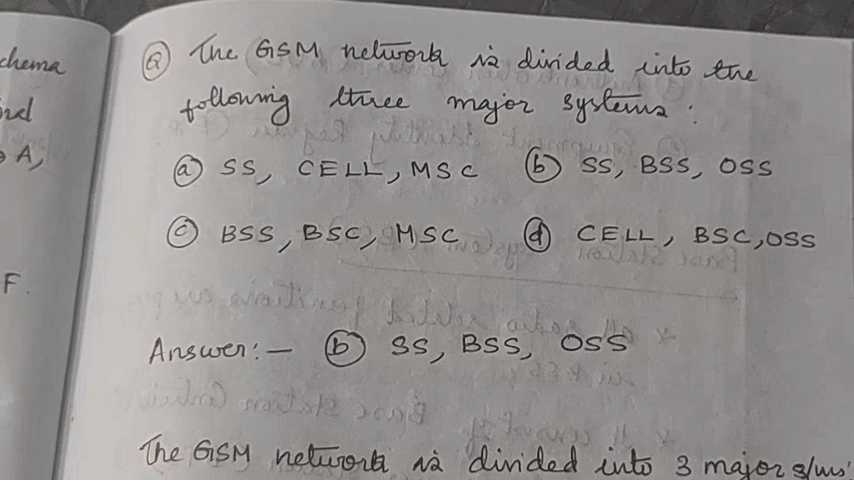 chema
A,
F.
Q The GSM network is divided into the
following three major systems:
a SS, CELL, MSC b SS, BSS, OSS
c BSS, BSC, MSC d CELL, BSC, OSS
Answer:- b SS, BSS, OSS
The GSM network is divided into 3 major s/ms: